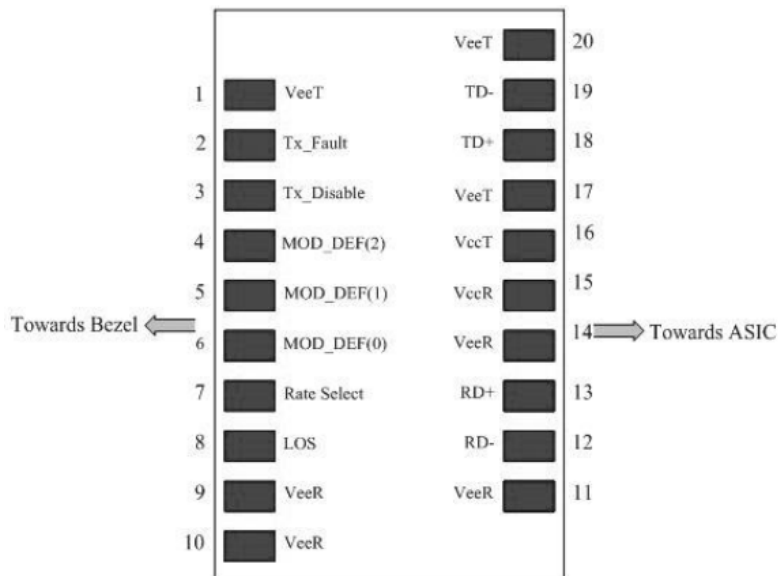 VeeT 20
1 VeeT TD- 19
2 Tx_Fault TD+ 18
3 Tx_Disable VeeT 17
4 MOD_DEF(2) VccT 16
5 MOD_DEF(1) VccR 15
Towards Bezel
6 MOD_DEF(0) VeeR 14
Towards ASIC
7 Rate Select RD+ 13
8 LOS RD- 12
9 VeeR VeeR 11
10 VeeR